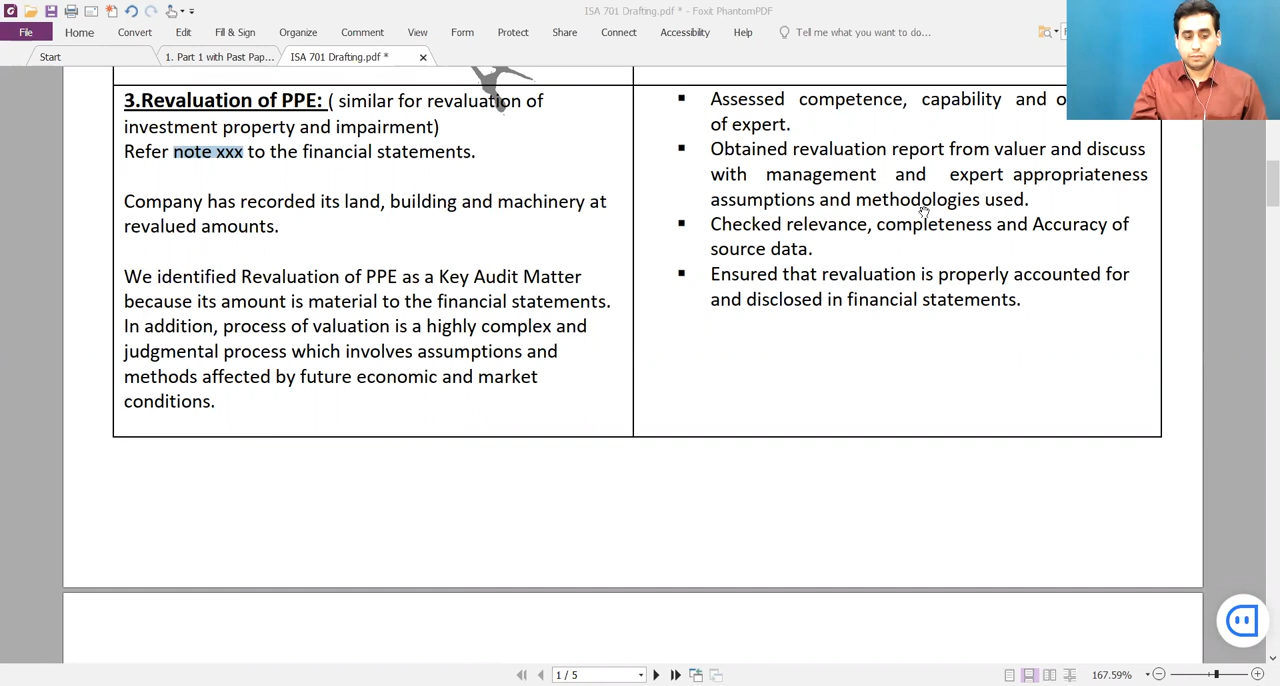 ISA 701 Drafting.pdf * - Foxit PhantomPDF
File Home Convert Edit Fill & Sign Organize Comment View Form Protect Share Connect Accessibility Help Tell me what you want to do...
Start 1. Part 1 with Past Pap... ISA 701 Drafting.pdf *
3.Revaluation of PPE: ( similar for revaluation of
investment property and impairment)
Refer note xxx to the financial statements.
Company has recorded its land, building and machinery at
revalued amounts.
We identified Revaluation of PPE as a Key Audit Matter
because its amount is material to the financial statements.
In addition, process of valuation is a highly complex and
judgmental process which involves assumptions and
methods affected by future economic and market
conditions.
▪ Assessed competence, capability and
of expert.
▪ Obtained revaluation report from valuer and discuss
with management and expert appropriateness
assumptions and methodologies used.
▪ Checked relevance, completeness and Accuracy of
source data.
▪ Ensured that revaluation is properly accounted for
and disclosed in financial statements.
1 / 5
167.59%